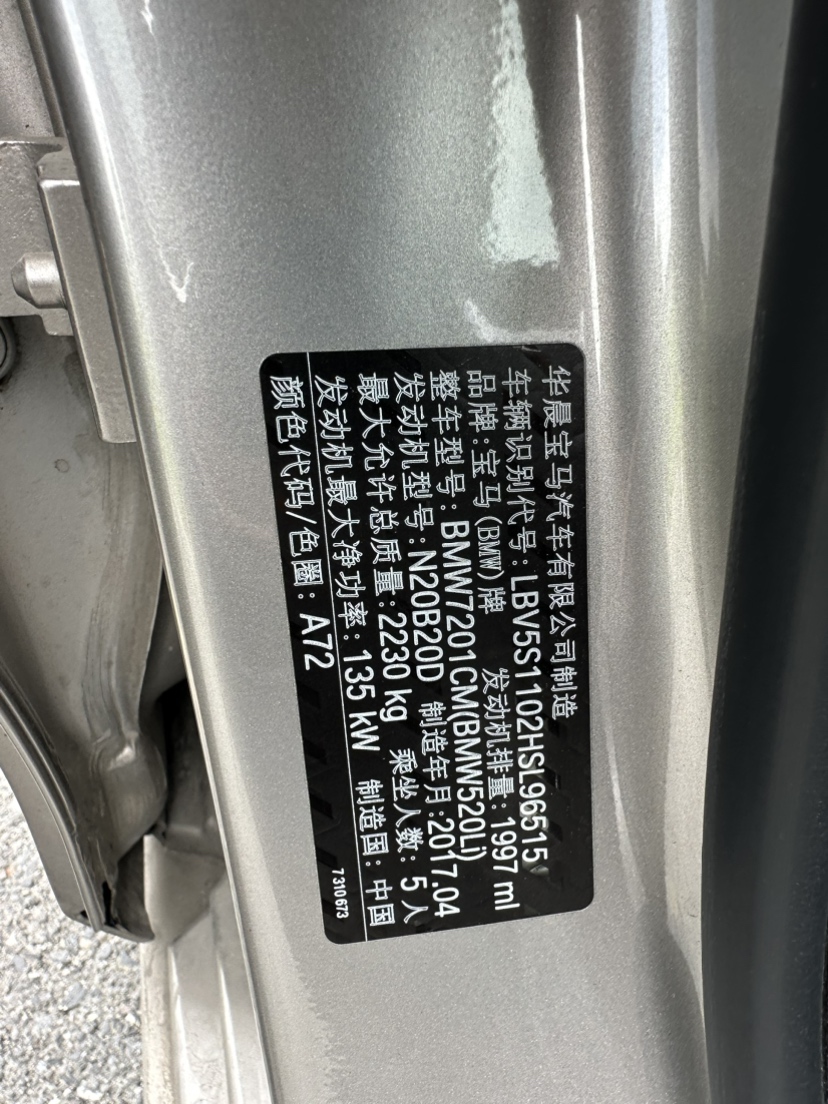 华晨宝马汽车有限公司制造
车辆识别代号:LBV5S1102HSL96515
品牌:宝马(BMW)牌 发动机排量:1997 ml
整车型号:BMW7201CM(BMW520Li)
发动机型号:N20B20D 制造年月:2017.04
最大允许总质量:2230 kg 乘坐人数:5人
发动机最大净功率:135 kW 制造国:中国
颜色代码/色圈:A72 7 310 673